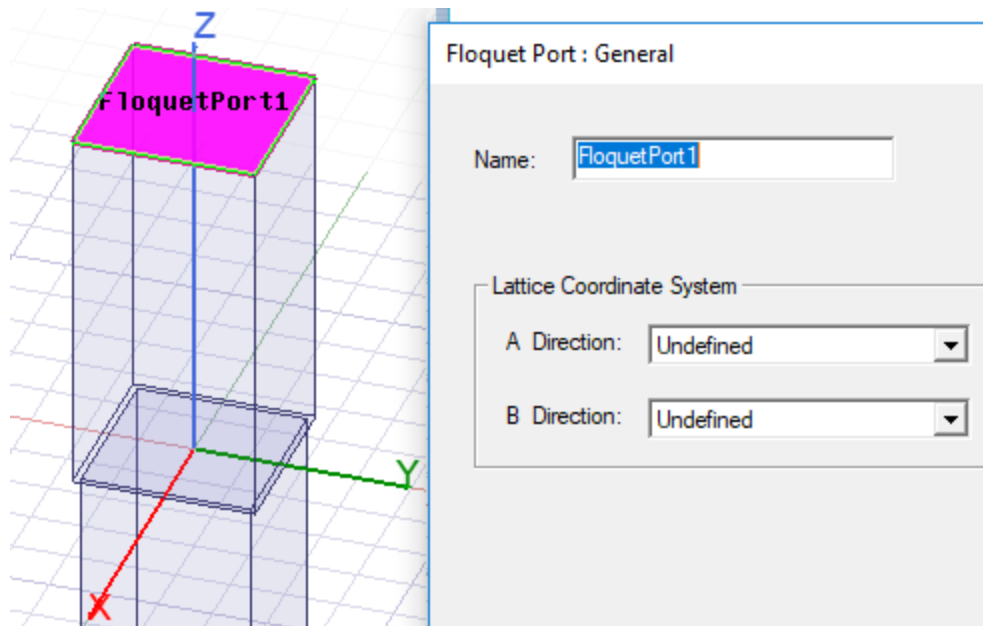 Z
FloquetPort1
Y
X
Floquet Port : General
Name:
FloquetPort1
Lattice Coordinate System
A Direction:
Undefined
B Direction:
Undefined